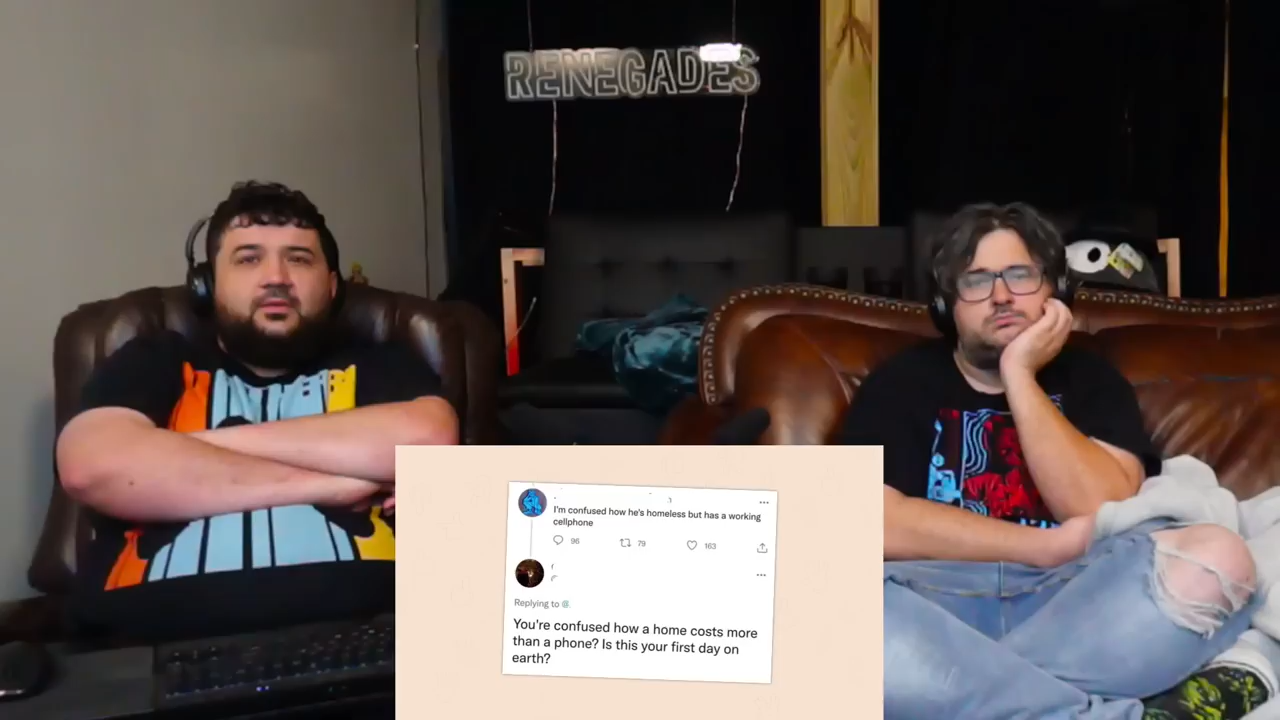 RENEGADES
I'm confused how he's homeless but has a working
cellphone
96 79 163
Replying to @
You're confused how a home costs more
than a phone? Is this your first day on
earth?